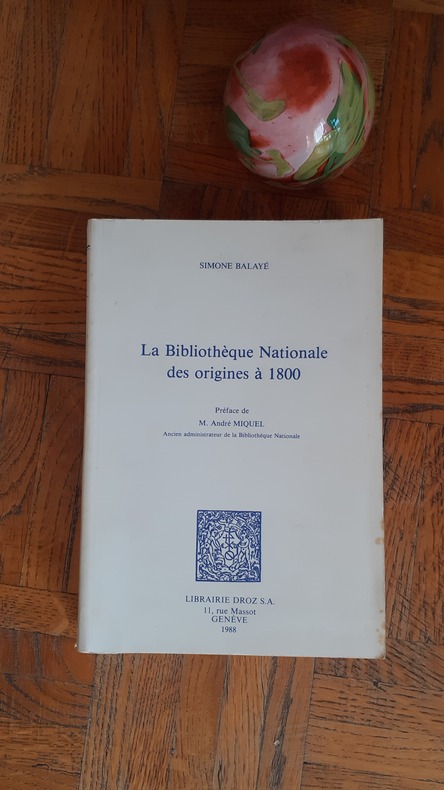 SIMONE BALAYÉ
La Bibliothèque Nationale
des origines à 1800
Préface de
M. André MIQUEL
Ancien administrateur de la Bibliothèque Nationale
LIBRAIRIE DROZ S.A.
11, rue Massot
GENÈVE
1988